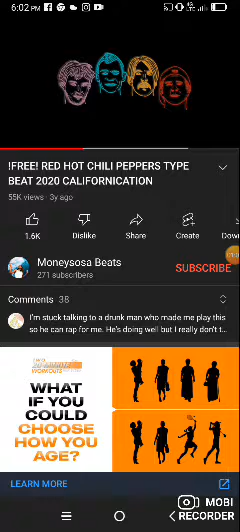 6:02 PM
!FREE! RED HOT CHILI PEPPERS TYPE
BEAT 2020 CALIFORNICATION
55K views · 3y ago
1.6K
Dislike
Share
Create
Moneysosa Beats
271 subscribers
SUBSCRIBE
Comments 38
I'm stuck talking to a drunk man who made me play this
so he can rap for me. He's doing well but I really don't t...
WORKOUTS
WHAT
IF YOU
COULD
CHOOSE
HOW YOU
AGE?
LEARN MORE
MOBI
RECORDER